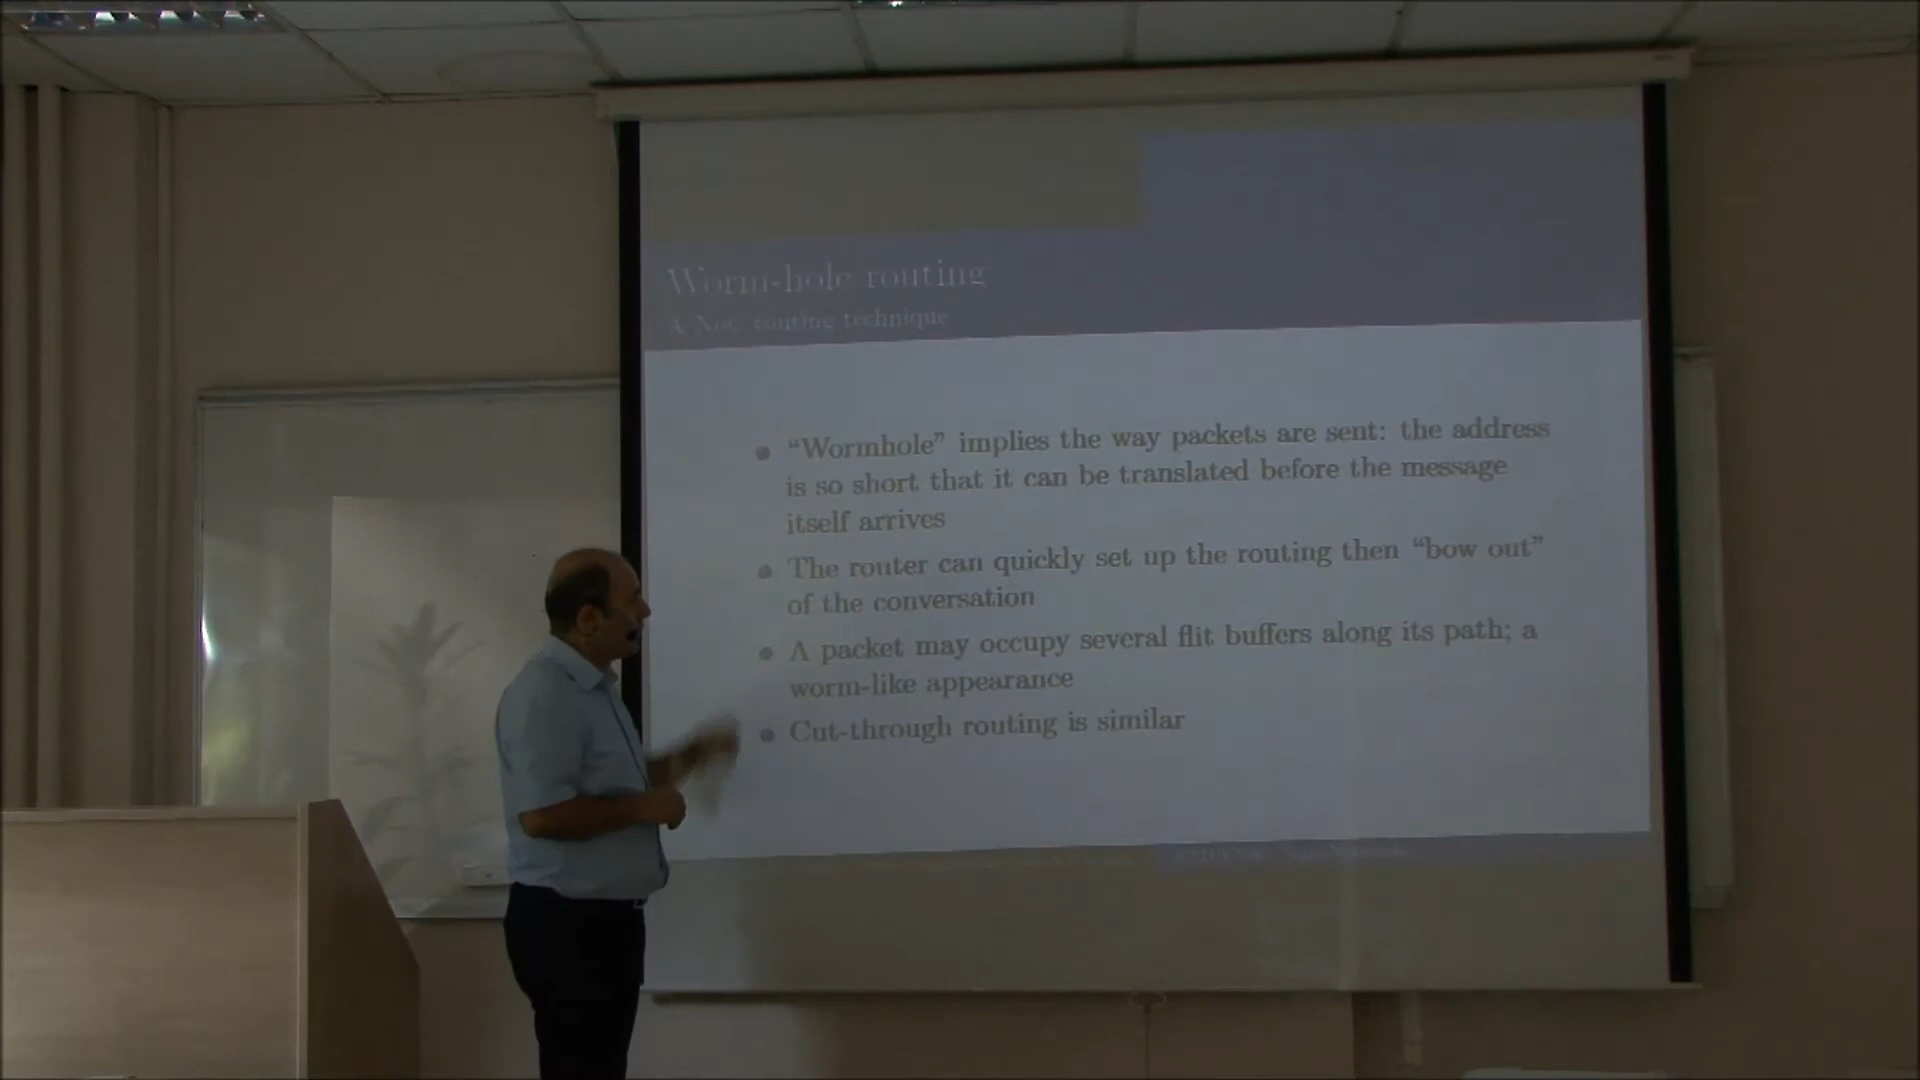 Worm-hole routing
A NoC routing technique
“Wormhole” implies the way packets are sent: the address
is so short that it can be translated before the message
itself arrives
The router can quickly set up the routing then “bow out”
of the conversation
A packet may occupy several flit buffers along its path; a
worm-like appearance
Cut-through routing is similar